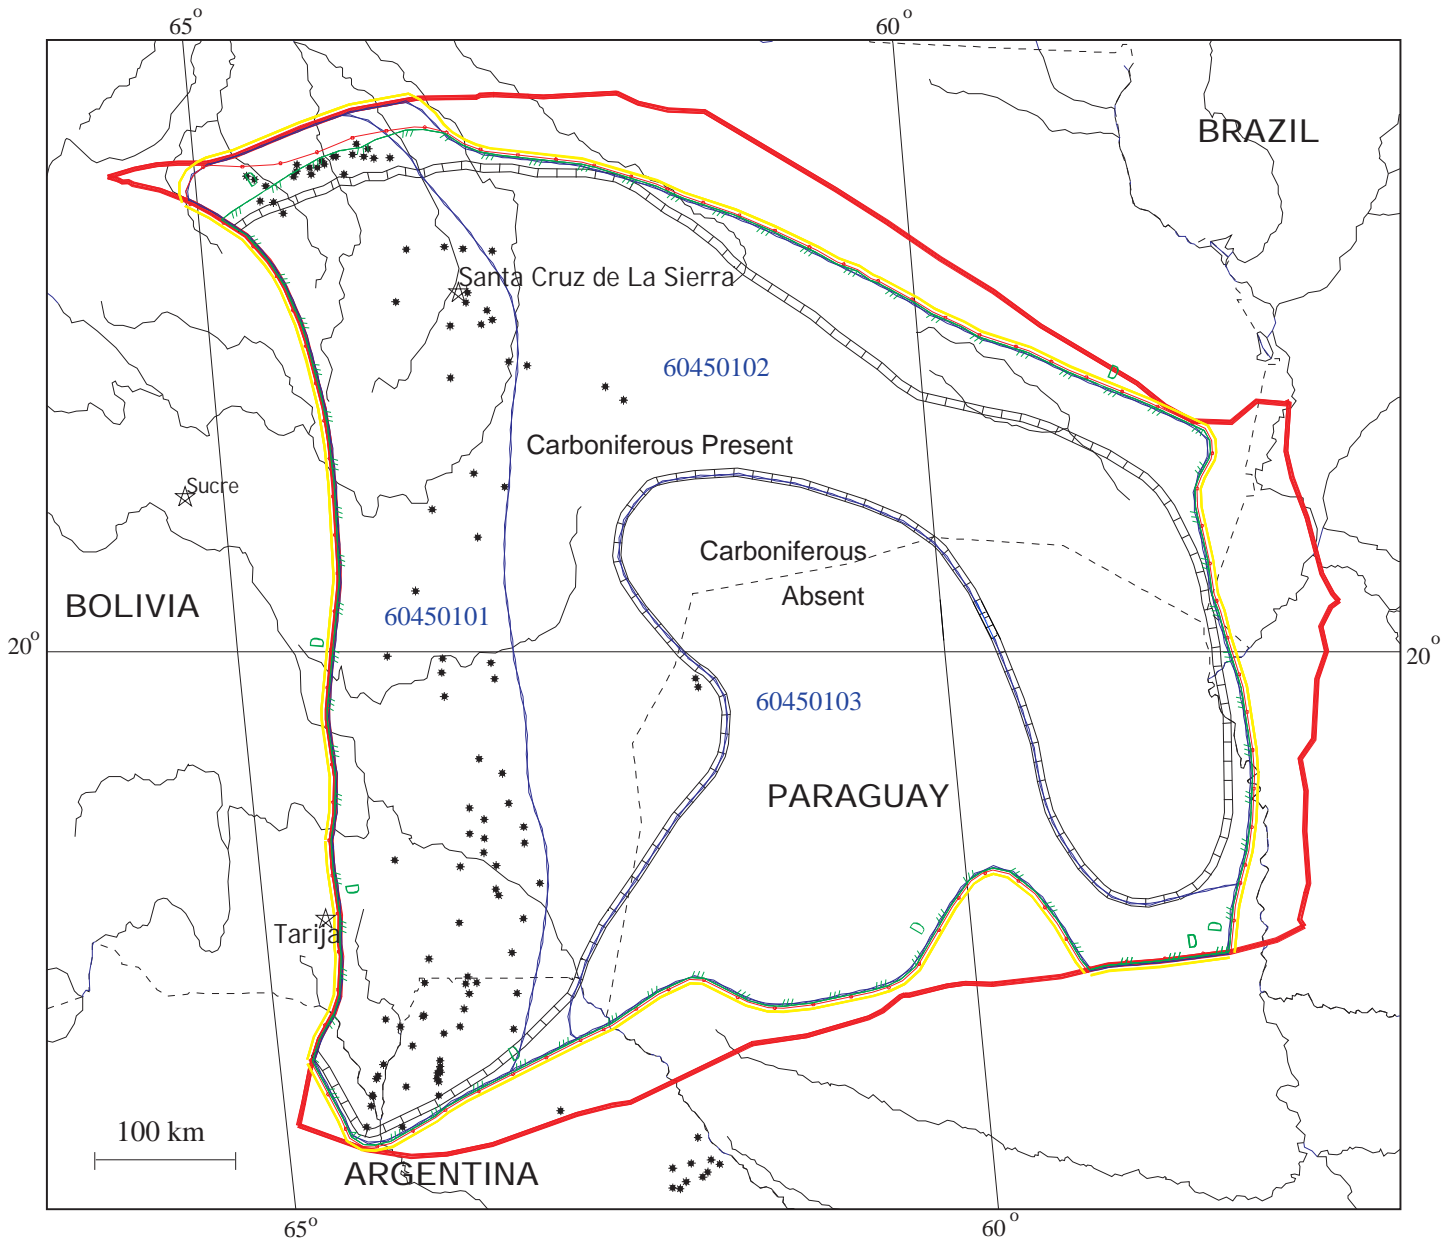 65°
60°
BRAZIL
Santa Cruz de La Sierra
60450102
D
Carboniferous Present
Sucre
Carboniferous
Absent
BOLIVIA
60450101
D
20°
20°
60450103
PARAGUAY
D
D
D
D
Tarija
D
100 km
ARGENTINA
65°
60°